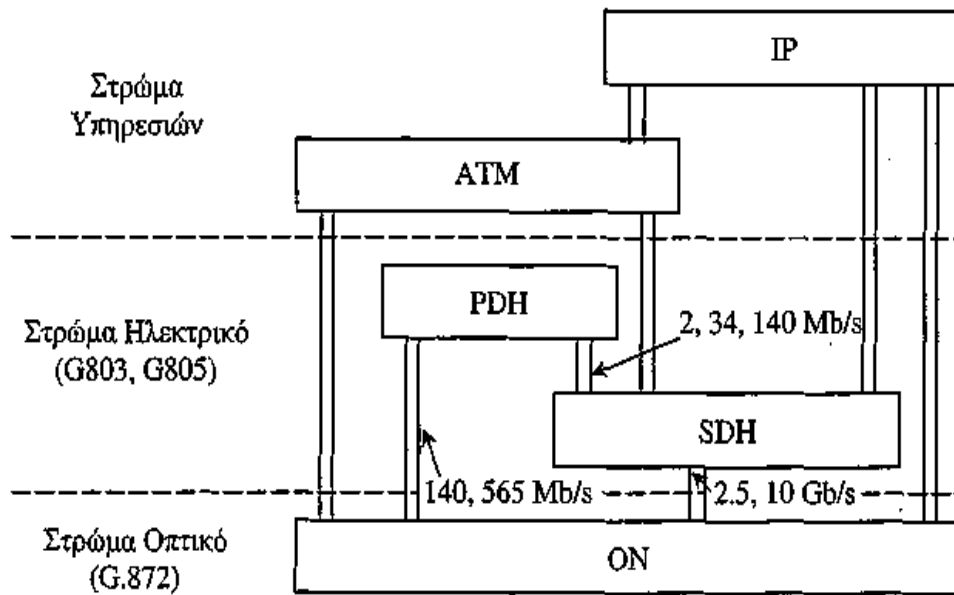 IP
Στρώμα
Υπηρεσιών
ATM
PDH
Στρώμα Ηλεκτρικό
(G803, G805)
2, 34, 140 Mb/s
SDH
140, 565 Mb/s
2.5, 10 Gb/s
Στρώμα Οπτικό
(G.872)
ON